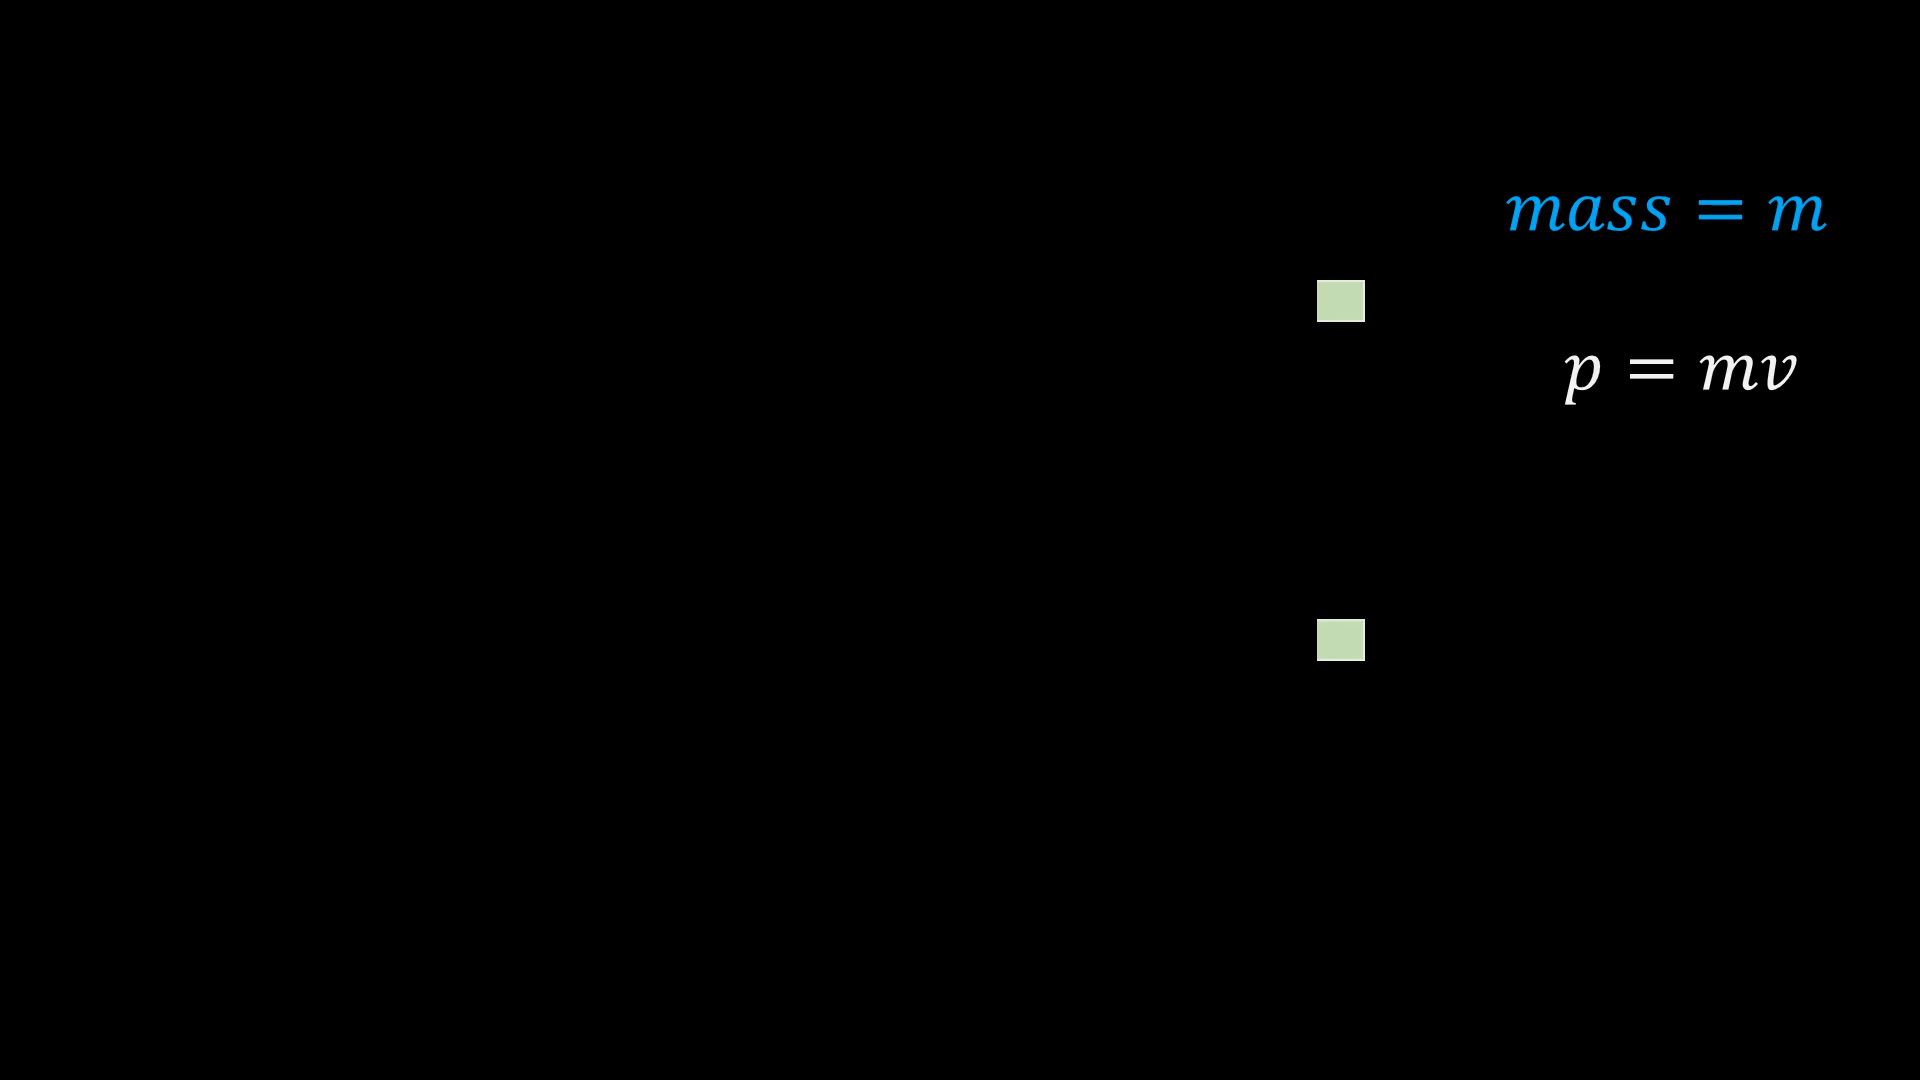 mass = m
p = mv